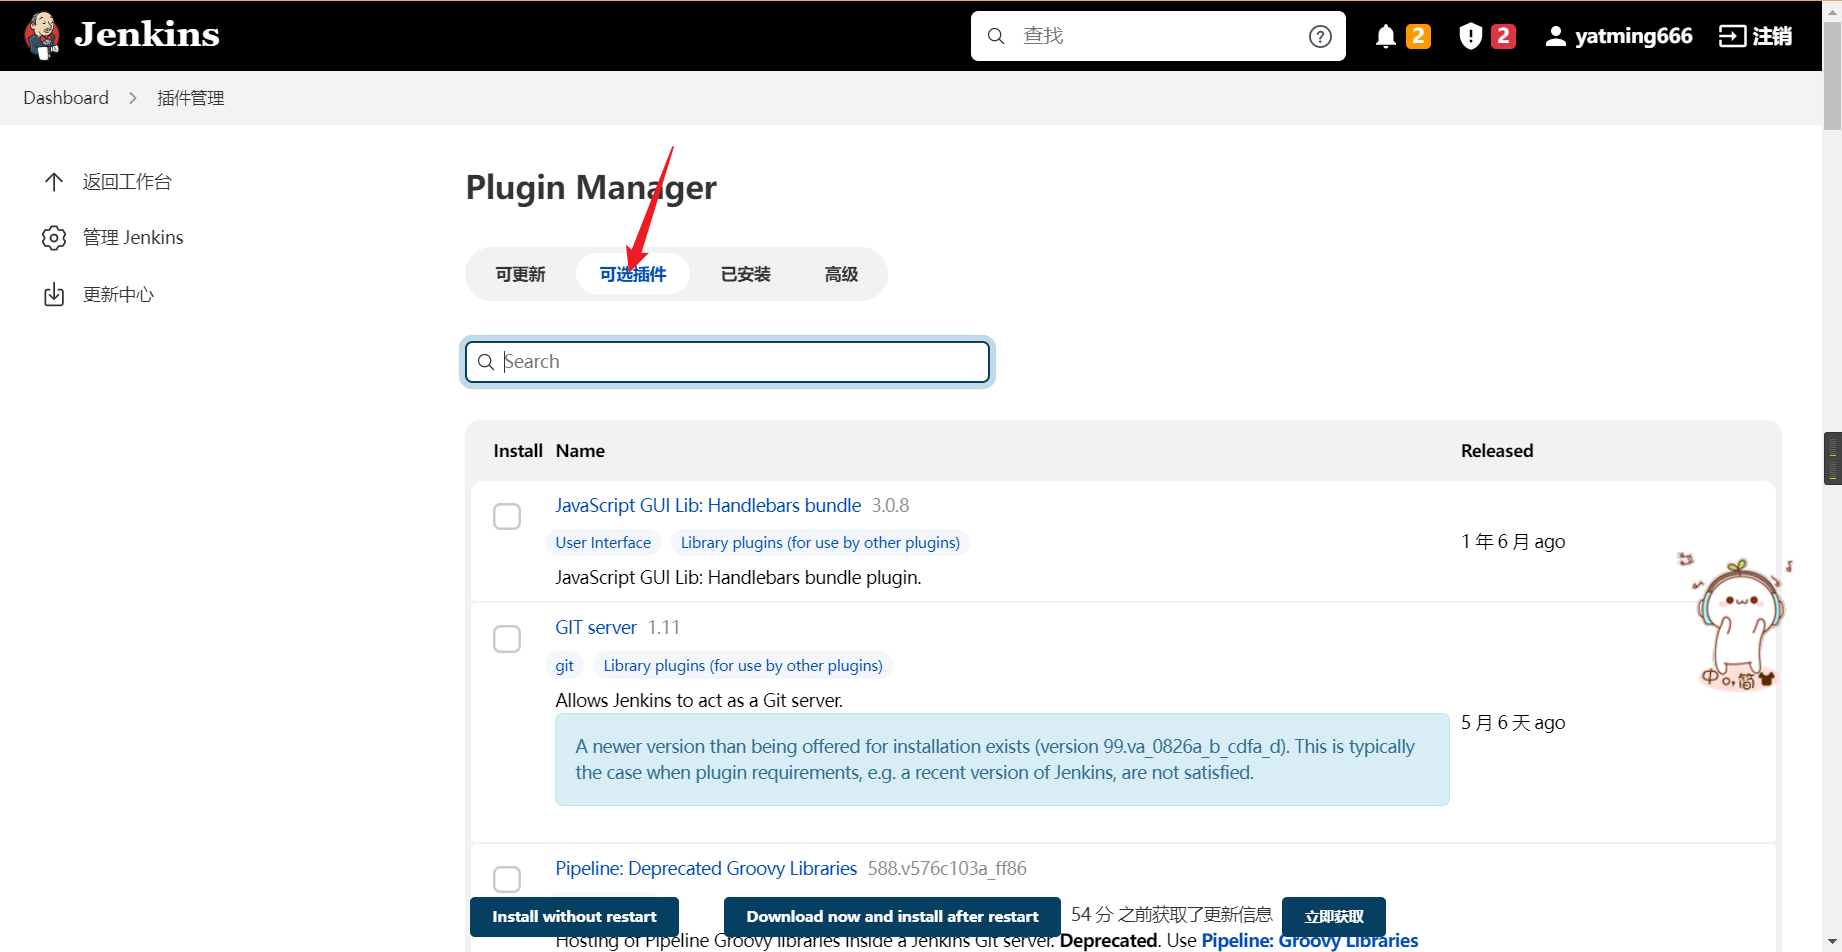 Jenkins
查找
2
2
yatming666
注销
Dashboard
插件管理
返回工作台
管理 Jenkins
更新中心
Plugin Manager
可更新
可选插件
已安装
高级
Search
Install Name Released
JavaScript GUI Lib: Handlebars bundle 3.0.8
User Interface Library plugins (for use by other plugins)
1 年 6 月 ago
JavaScript GUI Lib: Handlebars bundle plugin.
GIT server 1.11
git Library plugins (for use by other plugins)
Allows Jenkins to act as a Git server.
5 月 6 天 ago
A newer version than being offered for installation exists (version 99.va_0826a_b_cdfa_d). This is typically
the case when plugin requirements, e.g. a recent version of Jenkins, are not satisfied.
中 简
Pipeline: Deprecated Groovy Libraries 588.v576c103a_ff86
Install without restart
Download now and install after restart
54 分 之前获取了更新信息
立即获取
Hosting of Pipeline Groovy libraries inside a Jenkins Git server. Deprecated. Use Pipeline: Groovy Libraries